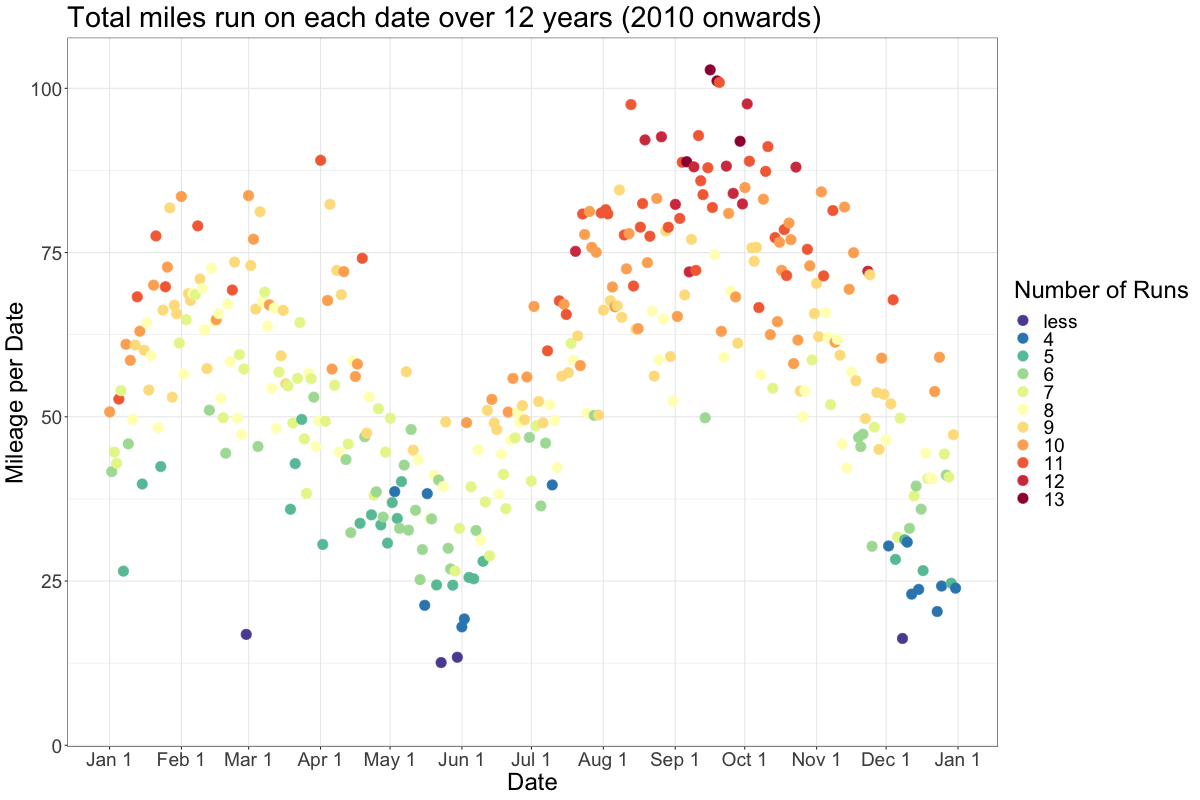 Total miles run on each date over 12 years (2010 onwards)
Mileage per Date
100
75
50
25
0
Jan 1 Feb 1 Mar 1 Apr 1 May 1 Jun 1 Jul 1 Aug 1 Sep 1 Oct 1 Nov 1 Dec 1 Jan 1
Date
Number of Runs
less
4
5
6
7
8
9
10
11
12
13